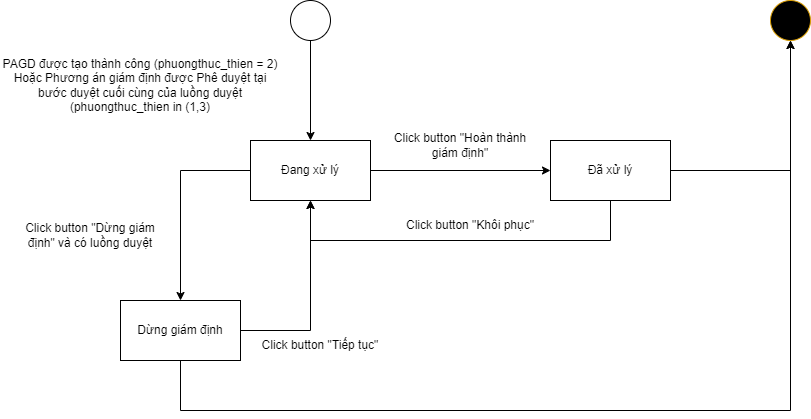 PAGD được tạo thành công (phuongthuc_thien = 2)
Hoặc Phương án giám định được Phê duyệt tại
bước duyệt cuối cùng của luồng duyệt
(phuongthuc_thien in (1,3)
Click button "Hoàn thành
giám định"
Đang xử lý
Đã xử lý
Click button "Dừng giám
định" và có luồng duyệt
Click button "Khôi phục"
Dừng giám định
Click button "Tiếp tục"